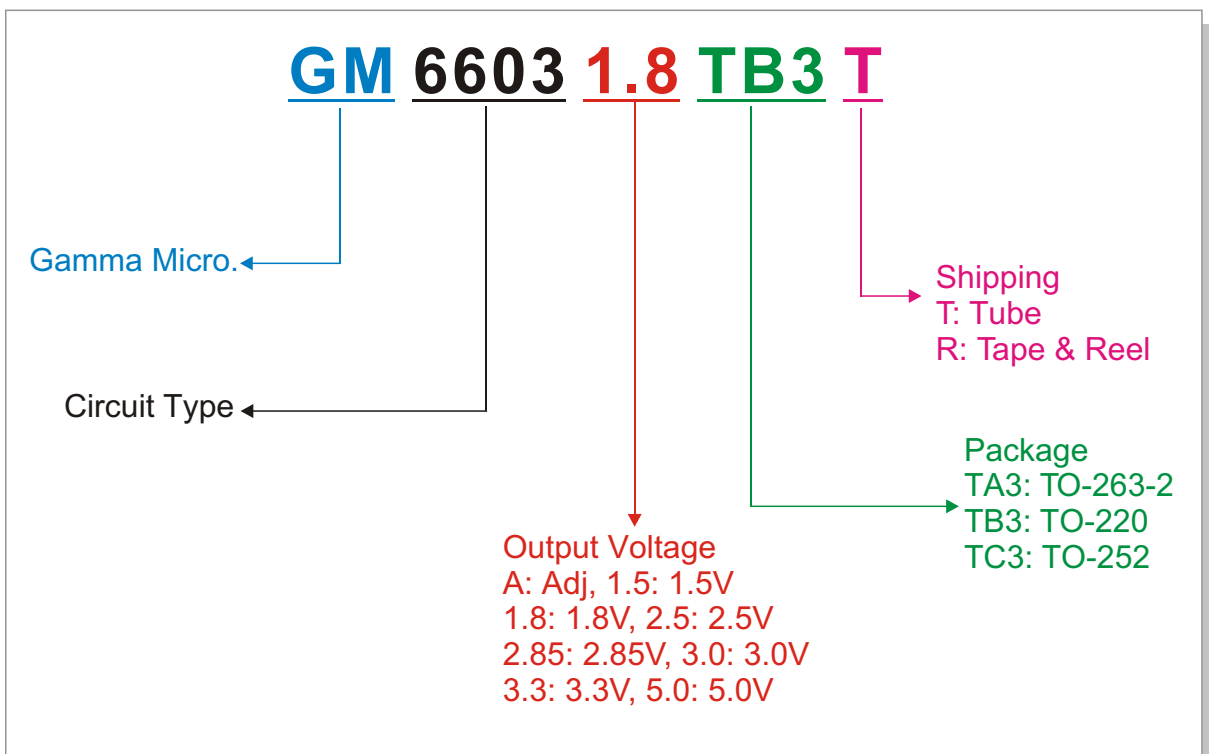 GM 6603 1.8 TB3 T
Gamma Micro.
Shipping
T: Tube
R: Tape & Reel
Circuit Type
Package
TA3: TO-263-2
TB3: TO-220
TC3: TO-252
Output Voltage
A: Adj, 1.5: 1.5V
1.8: 1.8V, 2.5: 2.5V
2.85: 2.85V, 3.0: 3.0V
3.3: 3.3V, 5.0: 5.0V